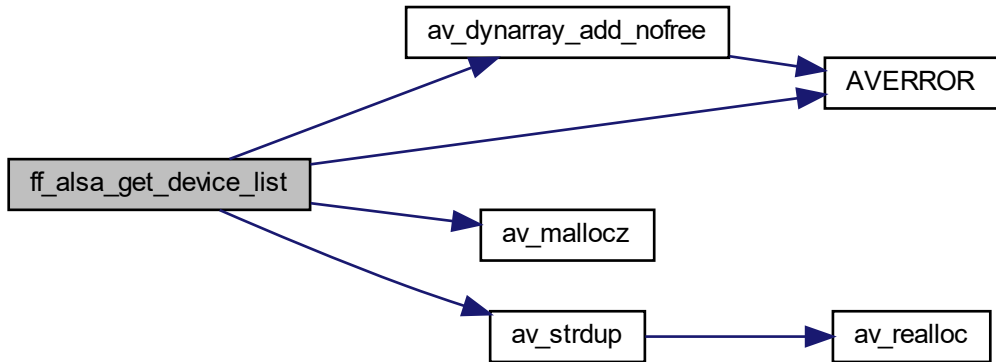 av_dynarray_add_nofree
AVERROR
ff_alsa_get_device_list
av_mallocz
av_strdup
av_realloc